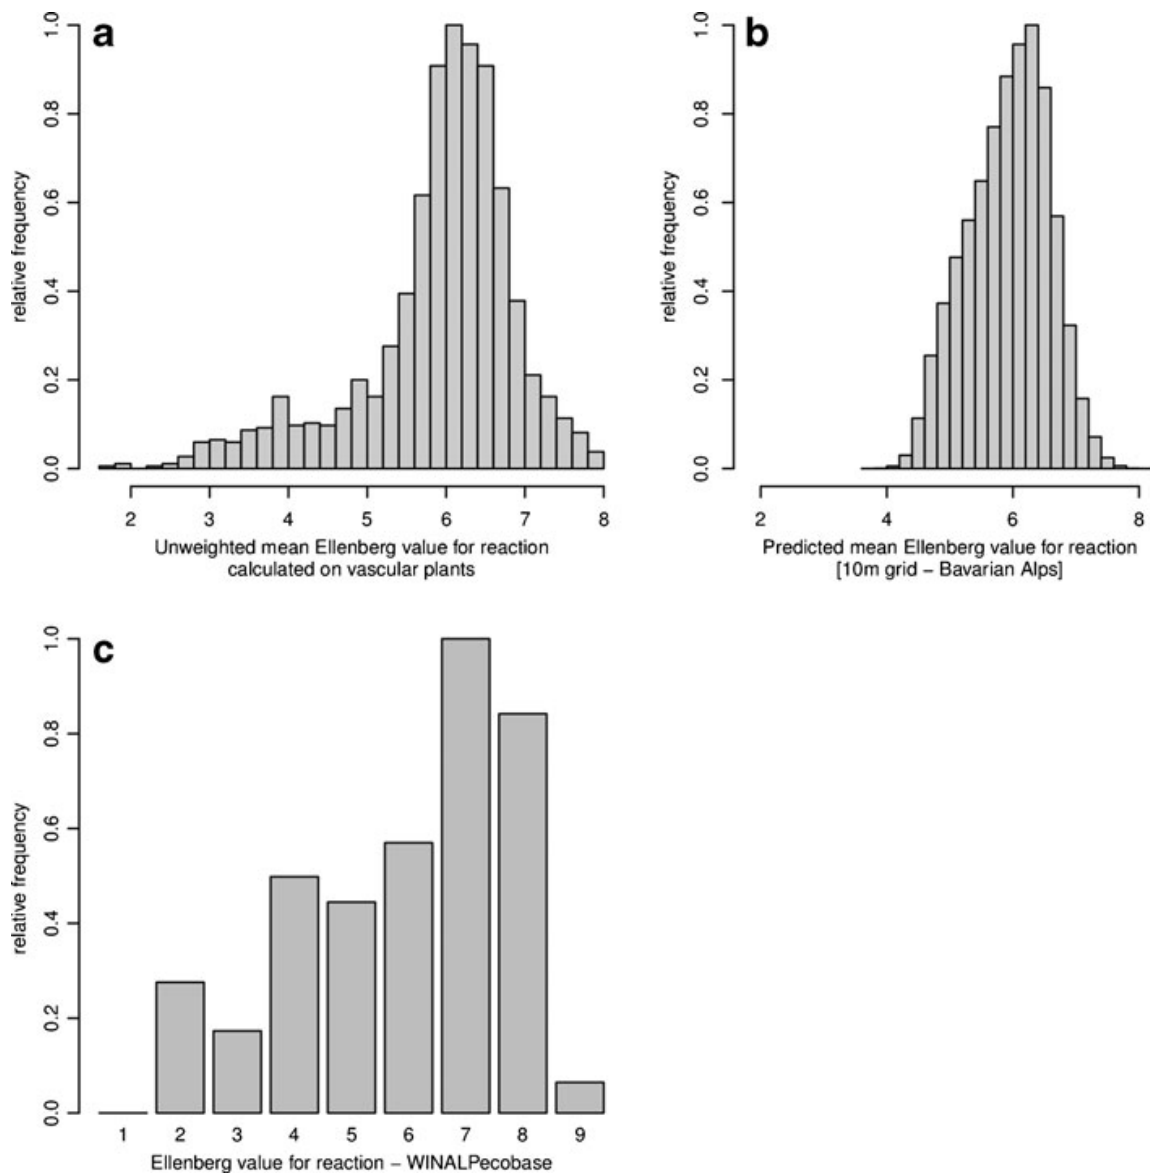 a
relative frequency
0.0 0.2 0.4 0.6 0.8 1.0
2 3 4 5 6 7 8
Unweighted mean Ellenberg value for reaction
calculated on vascular plants
b
relative frequency
0.0 0.2 0.4 0.6 0.8 1.0
2 4 6 8
Predicted mean Ellenberg value for reaction
[10m grid – Bavarian Alps]
c
relative frequency
0.0 0.2 0.4 0.6 0.8 1.0
1 2 3 4 5 6 7 8 9
Ellenberg value for reaction – WINALPecobase